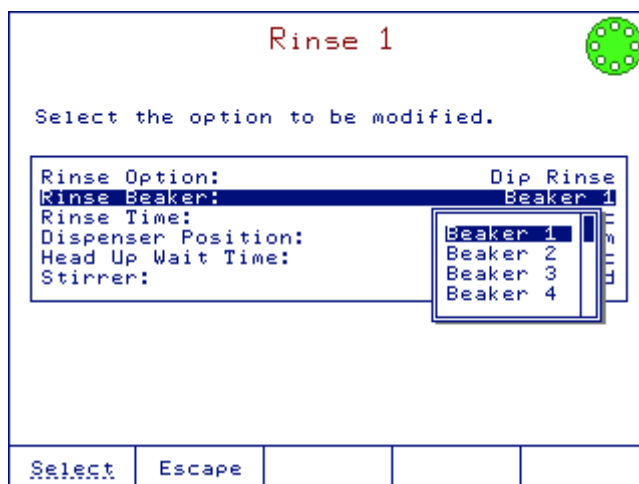 Rinse 1
Select the option to be modified.
Rinse Option: Dip Rinse
Rinse Beaker: Beaker 1
Rinse Time:
Dispenser Position:
Head Up Wait Time:
Stirrer:
Beaker 1
Beaker 2
Beaker 3
Beaker 4
Select Escape